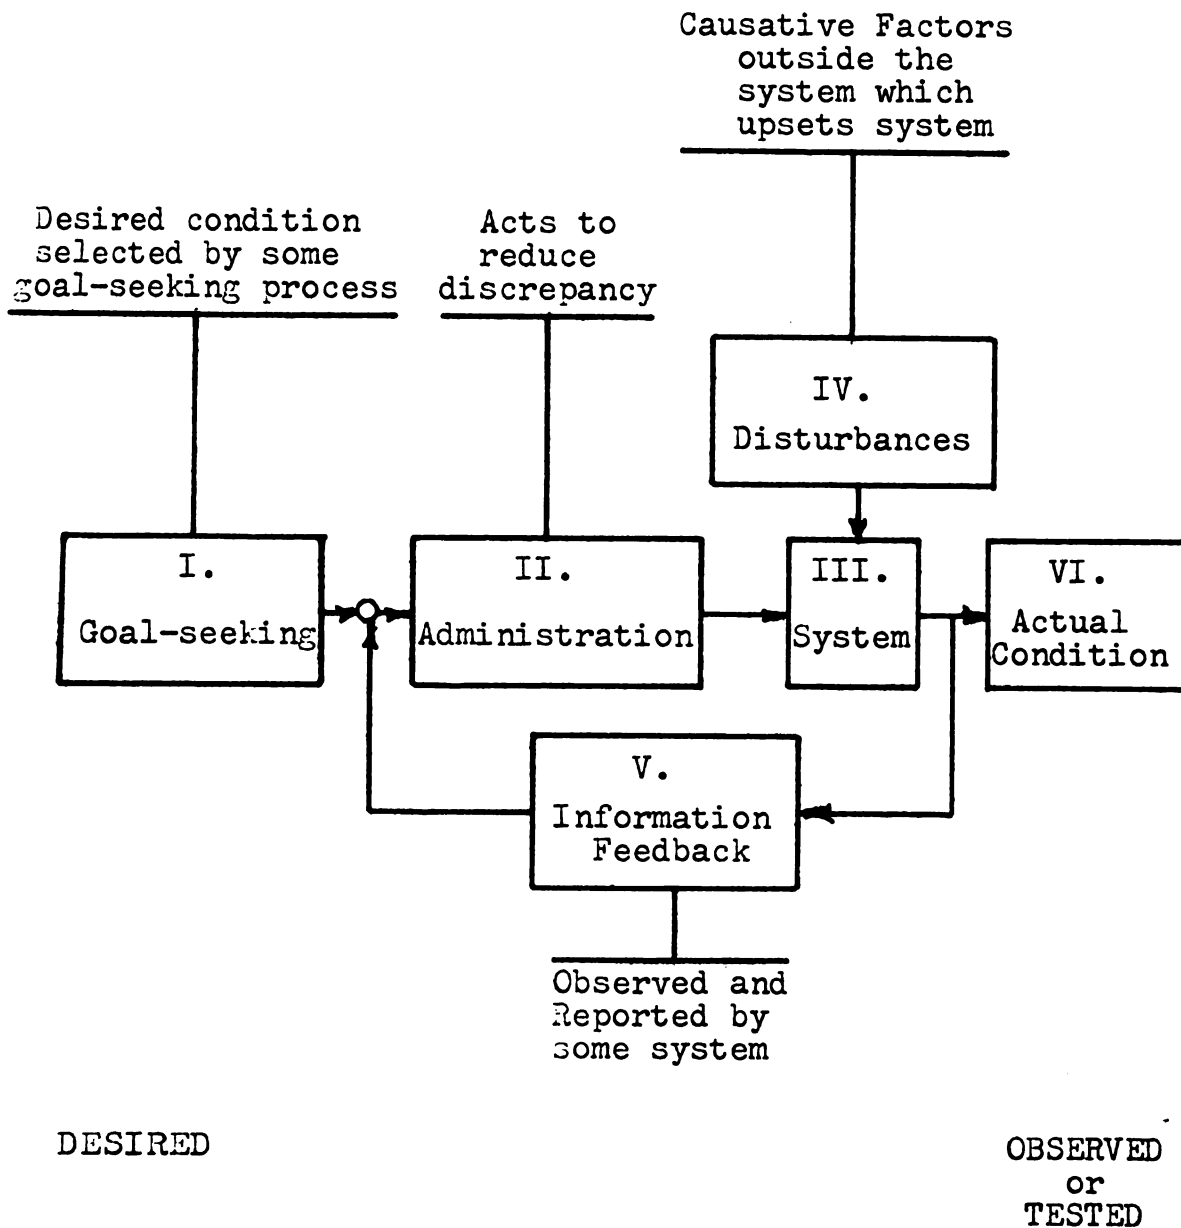 Causative Factors
outside the
system which
upsets system
Desired condition
selected by some
goal-seeking process
Acts to
reduce
discrepancy
IV.
Disturbances
I.
Goal-seeking
II.
Administration
III.
System
VI.
Actual
Condition
V.
Information
Feedback
Observed and
Reported by
some system
DESIRED
OBSERVED
or
TESTED